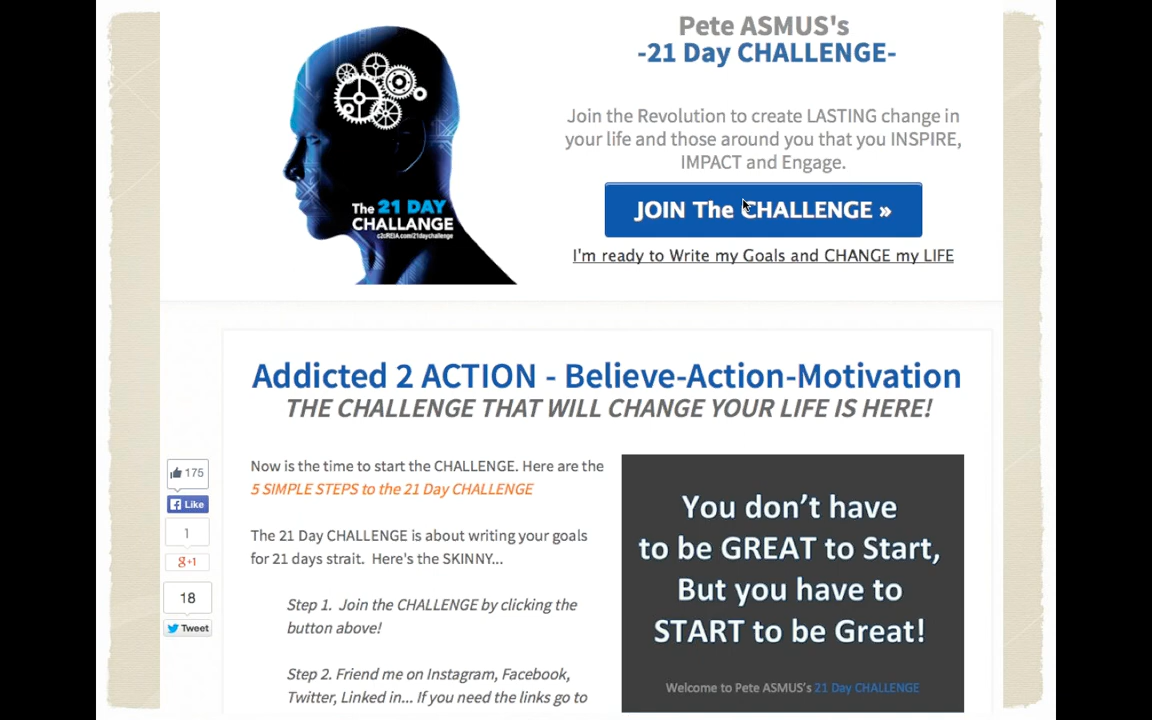 Pete ASMUS's
-21 Day CHALLENGE-
Join the Revolution to create LASTING change in
your life and those around you that you INSPIRE,
IMPACT and Engage.
JOIN The CHALLENGE »
I'm ready to Write my Goals and CHANGE my LIFE
The 21 DAY
CHALLANGE
c2cREIA.com/21daychallenge
Addicted 2 ACTION - Believe-Action-Motivation
THE CHALLENGE THAT WILL CHANGE YOUR LIFE IS HERE!
175
Like
1
g+1
18
Tweet
Now is the time to start the CHALLENGE. Here are the
5 SIMPLE STEPS to the 21 Day CHALLENGE
The 21 Day CHALLENGE is about writing your goals
for 21 days strait.  Here's the SKINNY...
Step 1.  Join the CHALLENGE by clicking the
button above!
Step 2. Friend me on Instagram, Facebook,
Twitter, Linked in... If you need the links go to
You don't have
to be GREAT to Start,
But you have to
START to be Great!
Welcome to Pete ASMUS's 21 Day CHALLENGE